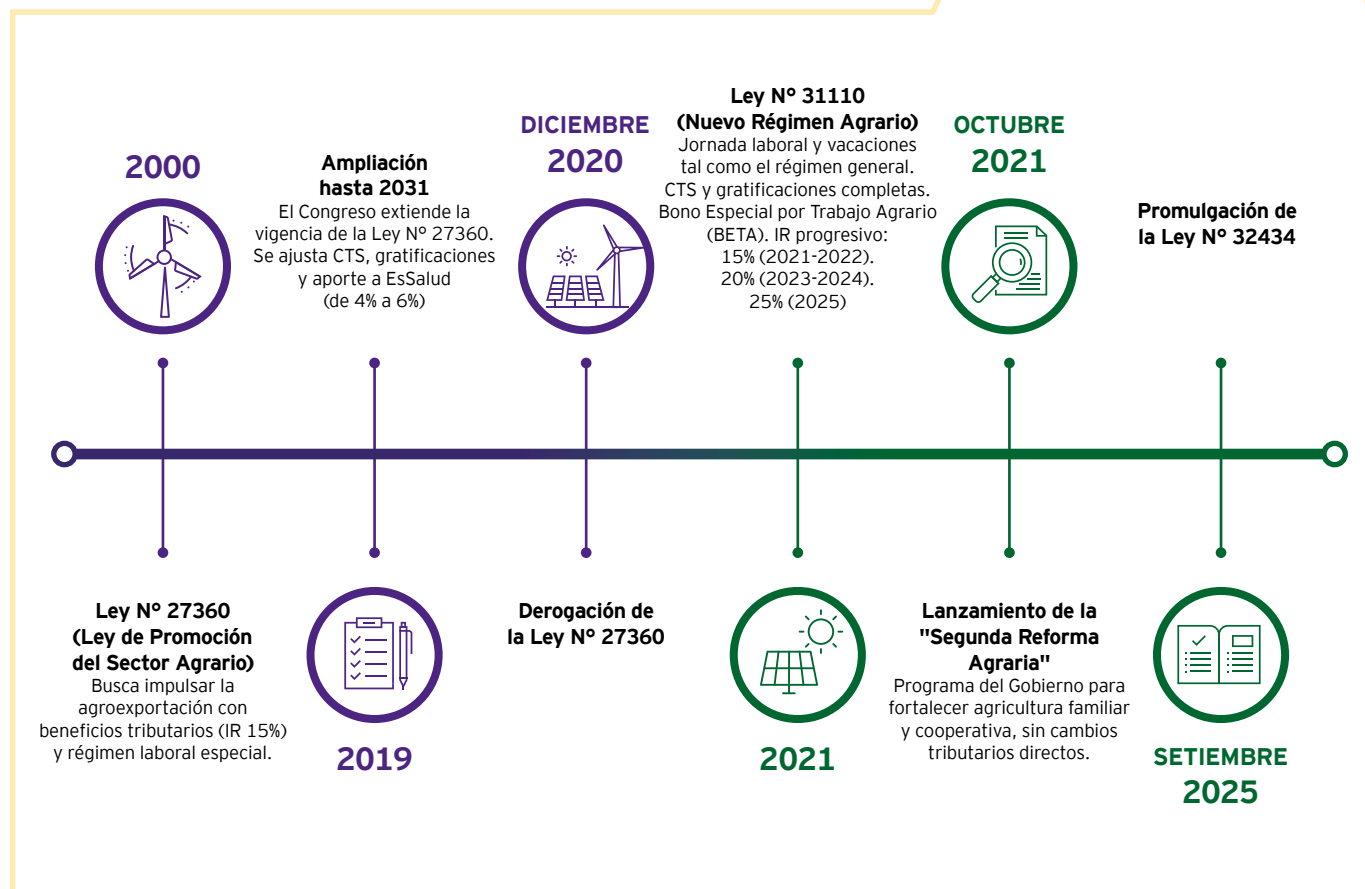 2000
Ley N° 27360
(Ley de Promoción
del Sector Agrario)
Busca impulsar la
agroexportación con
beneficios tributarios (IR 15%)
y régimen laboral especial.
Ampliación
hasta 2031
El Congreso extiende la
vigencia de la Ley N° 27360.
Se ajusta CTS, gratificaciones
y aporte a EsSalud
(de 4% a 6%)
2019
DICIEMBRE
2020
Derogación de
la Ley N° 27360
Ley N° 31110
(Nuevo Régimen Agrario)
Jornada laboral y vacaciones
tal como el régimen general.
CTS y gratificaciones completas.
Bono Especial por Trabajo Agrario
(BETA). IR progresivo:
15% (2021-2022).
20% (2023-2024).
25% (2025)
2021
OCTUBRE
2021
Lanzamiento de la
"Segunda Reforma
Agraria"
Programa del Gobierno para
fortalecer agricultura familiar
y cooperativa, sin cambios
tributarios directos.
Promulgación de
la Ley N° 32434
SETIEMBRE
2025